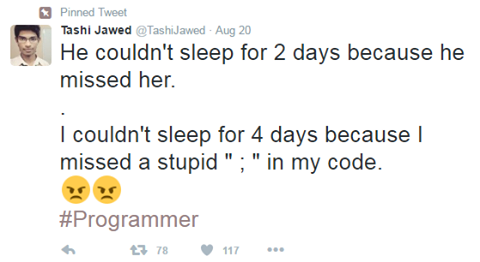 Pinned Tweet
Tashi Jawed @TashiJawed · Aug 20
He couldn't sleep for 2 days because he
missed her.
.
I couldn't sleep for 4 days because I
missed a stupid " ; " in my code.
😠😠
#Programmer
78 117